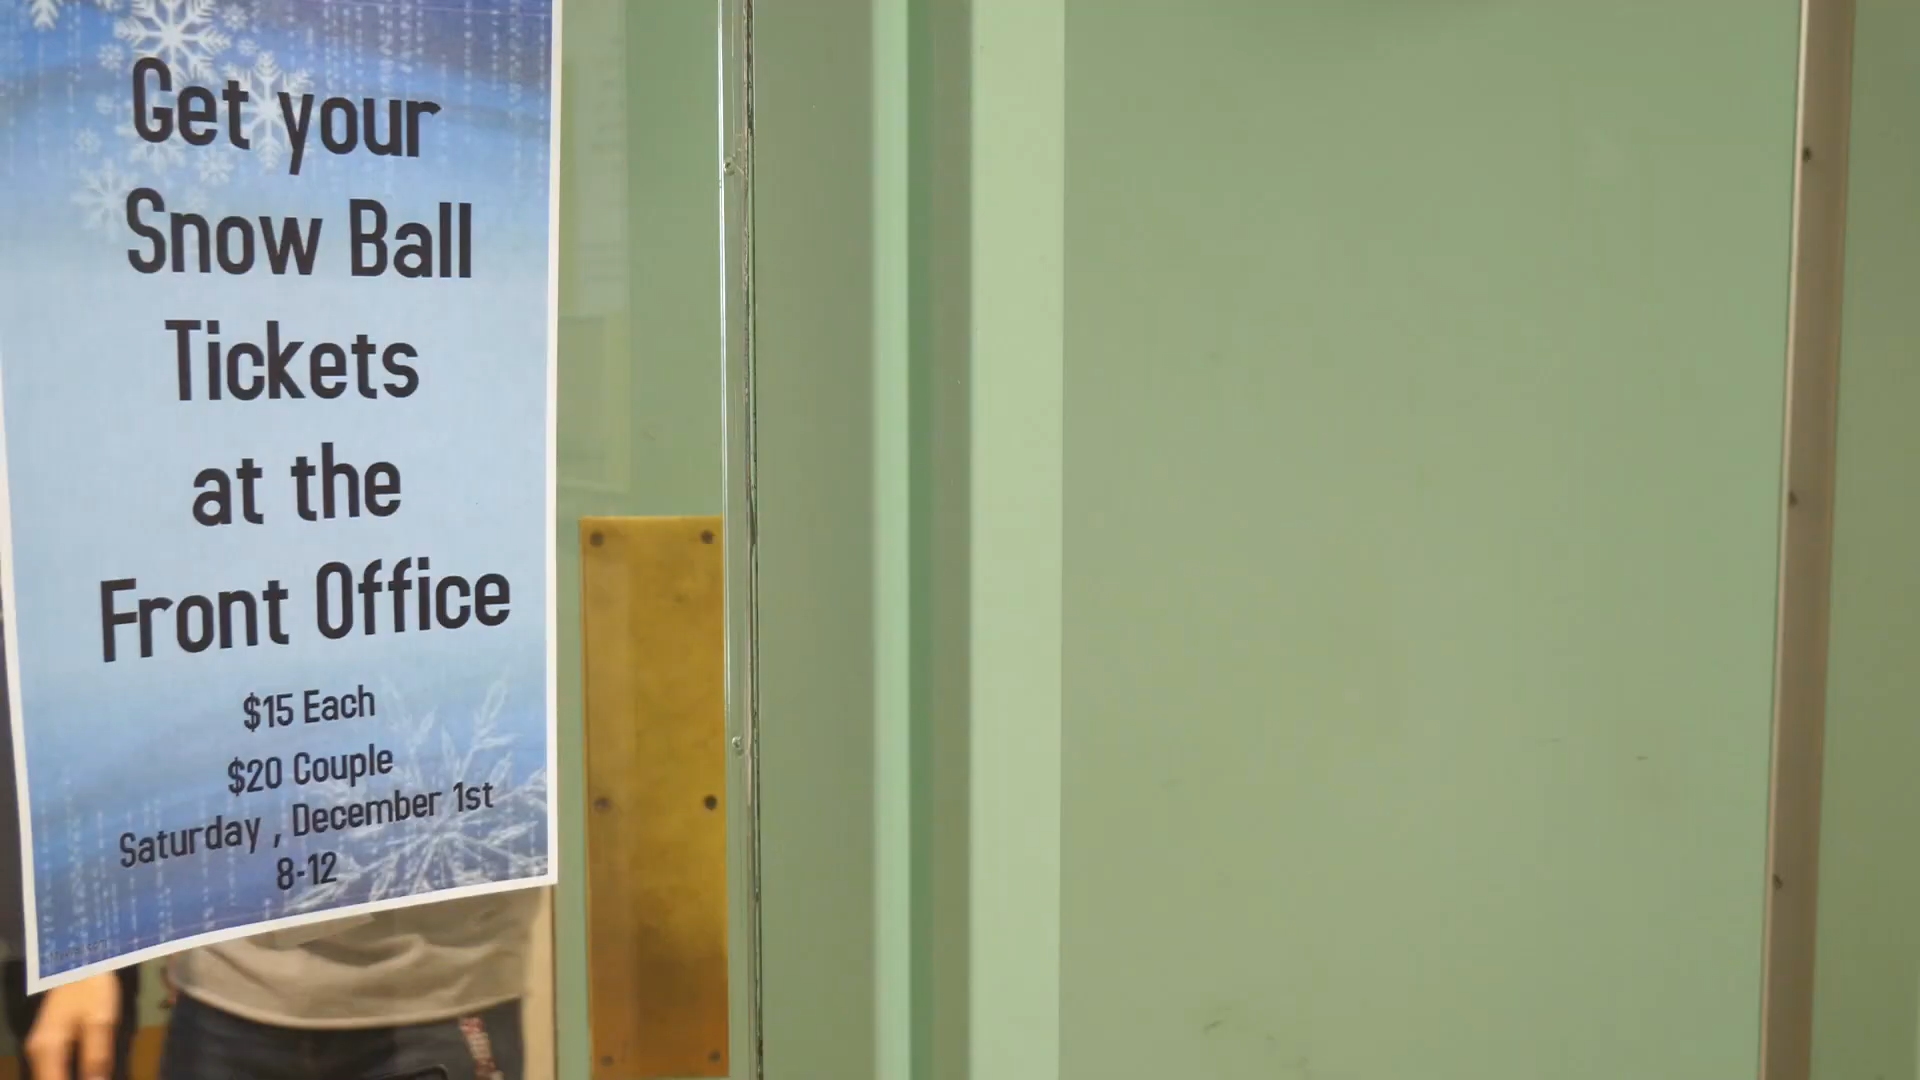 Get your
Snow Ball
Tickets
at the
Front Office
$15 Each
$20 Couple
Saturday , December 1st
8-12